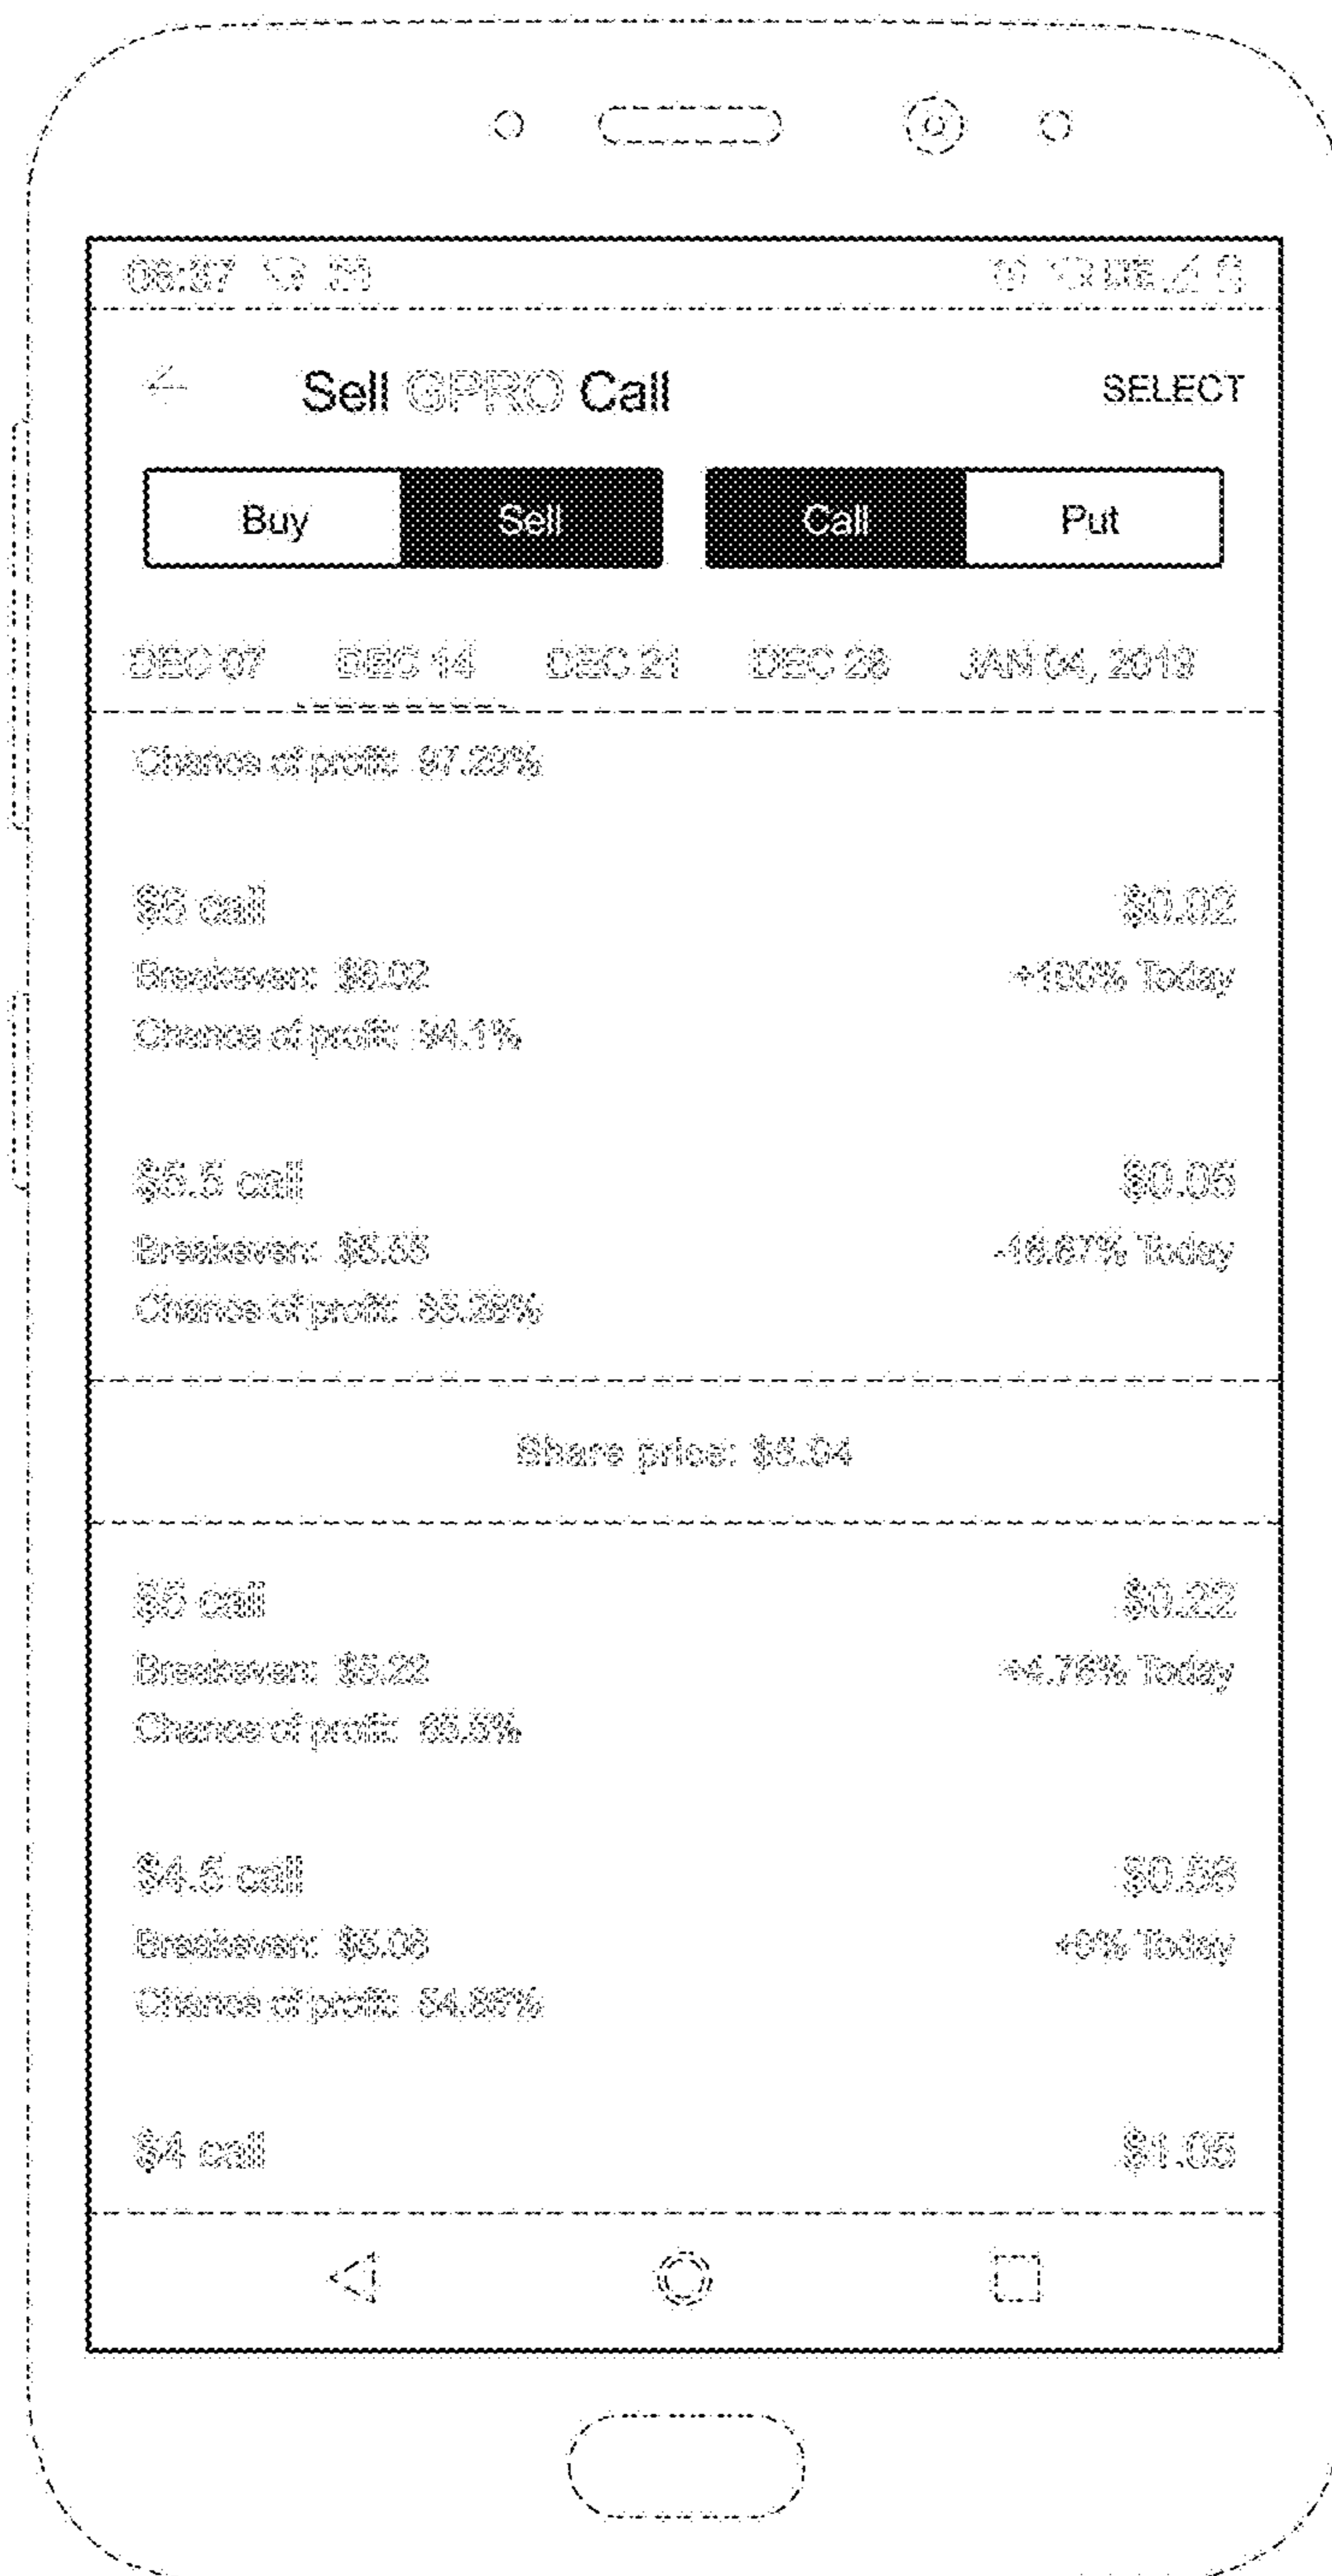 08:37 LTE
Sell GPRO Call SELECT
Buy Sell Call Put
DEC 07 DEC 14 DEC 21 DEC 28 JAN 04, 2019
Chance of profit: 97.29%
$6 call $0.02
Breakeven: $6.02 +100% Today
Chance of profit: 94.1%
$5.5 call $0.05
Breakeven: $5.55 -16.67% Today
Chance of profit: 85.28%
Share price: $5.04
$5 call $0.22
Breakeven: $5.22 +4.76% Today
Chance of profit: 65.5%
$4.5 call $0.56
Breakeven: $5.06 Today
Chance of profit: 54.86%
$4 call $1.05